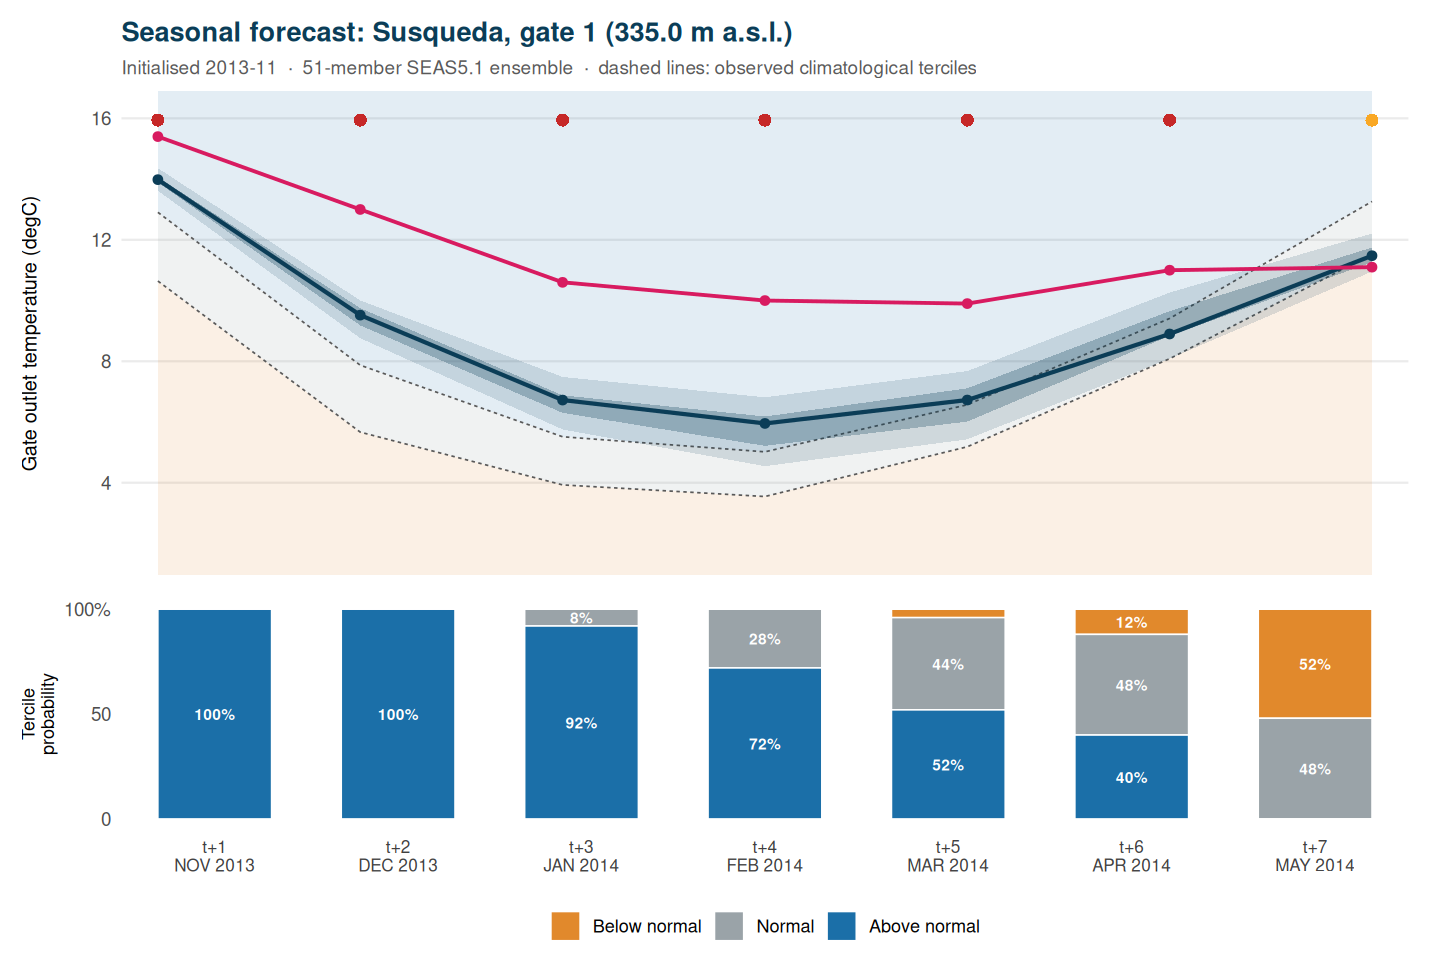 Seasonal forecast: Susqueda, gate 1 (335.0 m a.s.l.)
Initialised 2013-11 · 51-member SEAS5.1 ensemble · dashed lines: observed climatological terciles
Gate outlet temperature (degC)
16
12
8
4
Tercile
probability
100%
50
0
100%
100%
8%
92%
28%
72%
44%
52%
12%
48%
40%
52%
48%
t+1
NOV 2013
t+2
DEC 2013
t+3
JAN 2014
t+4
FEB 2014
t+5
MAR 2014
t+6
APR 2014
t+7
MAY 2014
Below normal
Normal
Above normal